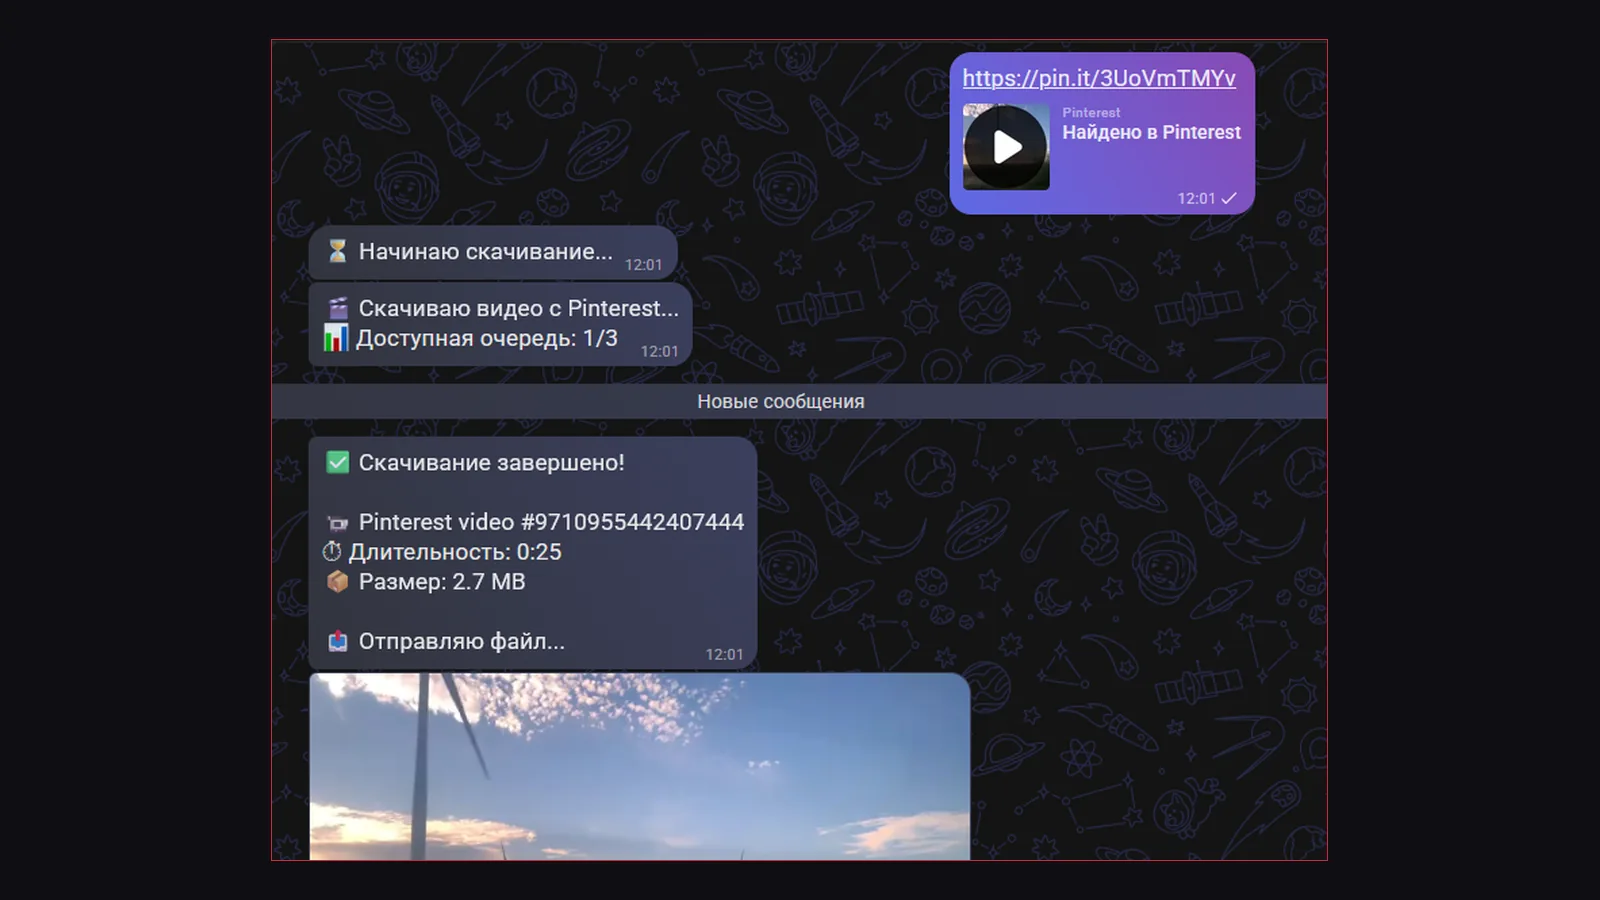 https://pin.it/3UoVmTMYv
Pinterest
Найдено в Pinterest
12:01
⏳ Начинаю скачивание...
12:01
🎬 Скачиваю видео с Pinterest...
📊 Доступная очередь: 1/3
12:01
Новые сообщения
✅ Скачивание завершено!
📹 Pinterest video #9710955442407444
⏱ Длительность: 0:25
📦 Размер: 2.7 MB
📤 Отправляю файл...
12:01